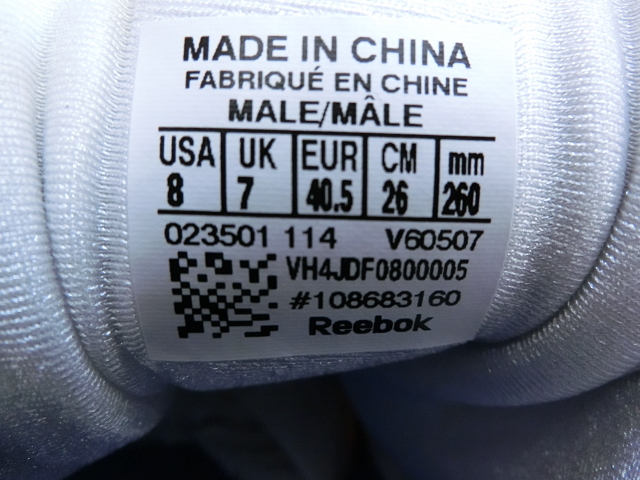 MADE IN CHINA
FABRIQUÉ EN CHINE
MALE/MÂLE
USA UK EUR CM mm
8 7 40.5 26 260
023501 114 V60507
VH4JDF0800005
#108683160
Reebok